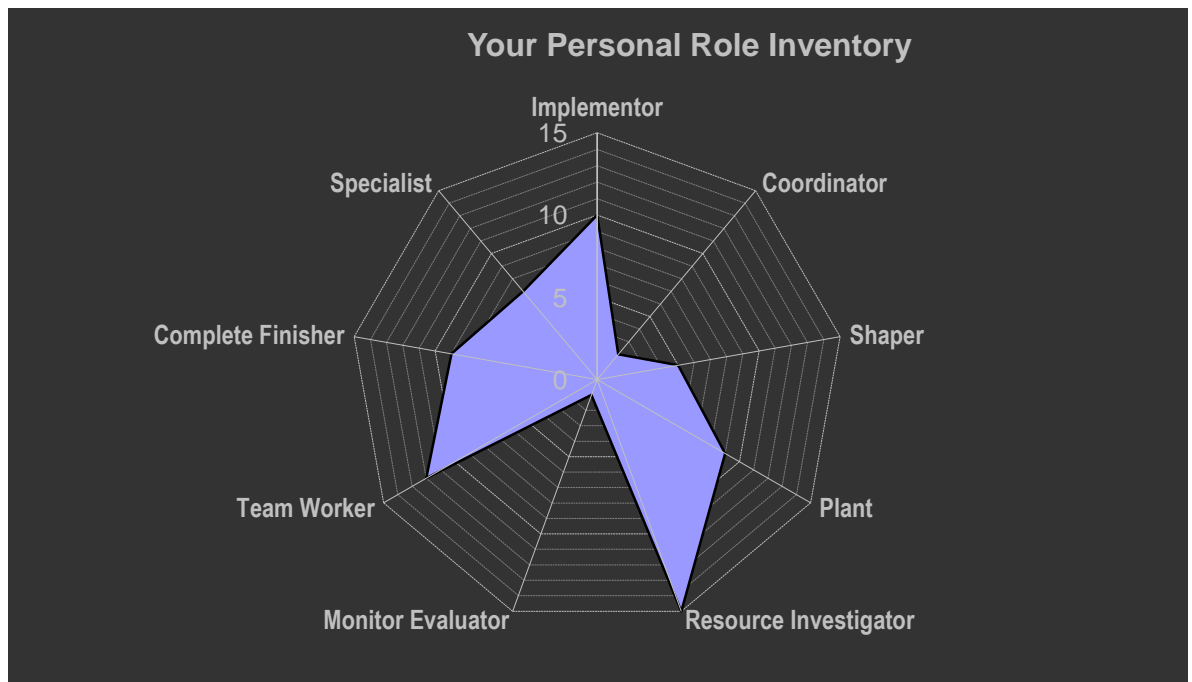 Your Personal Role Inventory
Implementor
15
Specialist
Coordinator
10
5
Complete Finisher
Shaper
0
Team Worker
Plant
Monitor Evaluator
Resource Investigator